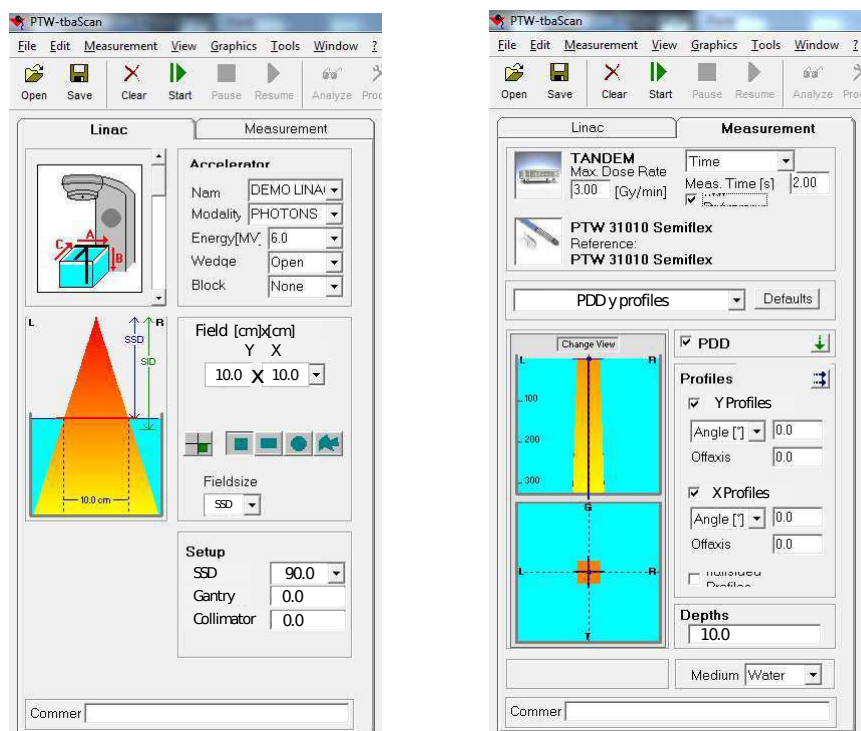 PTW-tbaScan
File Edit Measurement View Graphics Tools Window ?
Open Save Clear Start Pause Resume Analyze
Linac Measurement
C A B
Accelerator
Nam DEMO LINA
Modality PHOTONS
Energy[MV] 6.0
Wedge Open
Block None
L R
SSD
SID
10.0 cm
Field [cm]x[cm]
Y X
10.0 X 10.0
Fieldsize
SSD
Setup
SSD 90.0
Gantry 0.0
Collimator 0.0
Commer
PTW-tbaScan
File Edit Measurement View Graphics Tools Window ?
Open Save Clear Start Pause Resume Analyze
Linac Measurement
TANDEM
Max. Dose Rate
3.00 [Gy/min]
Time
Meas. Time [s] 2.00
PTW 31010 Semiflex
Reference:
PTW 31010 Semiflex
PDD y profiles Defaults
Change View
L R
100
200
300
G
L R
T
PDD
Profiles
Y Profiles
Angle [°] 0.0
Offaxis 0.0
X Profiles
Angle [°] 0.0
Offaxis 0.0
Depths
10.0
Medium Water
Commer